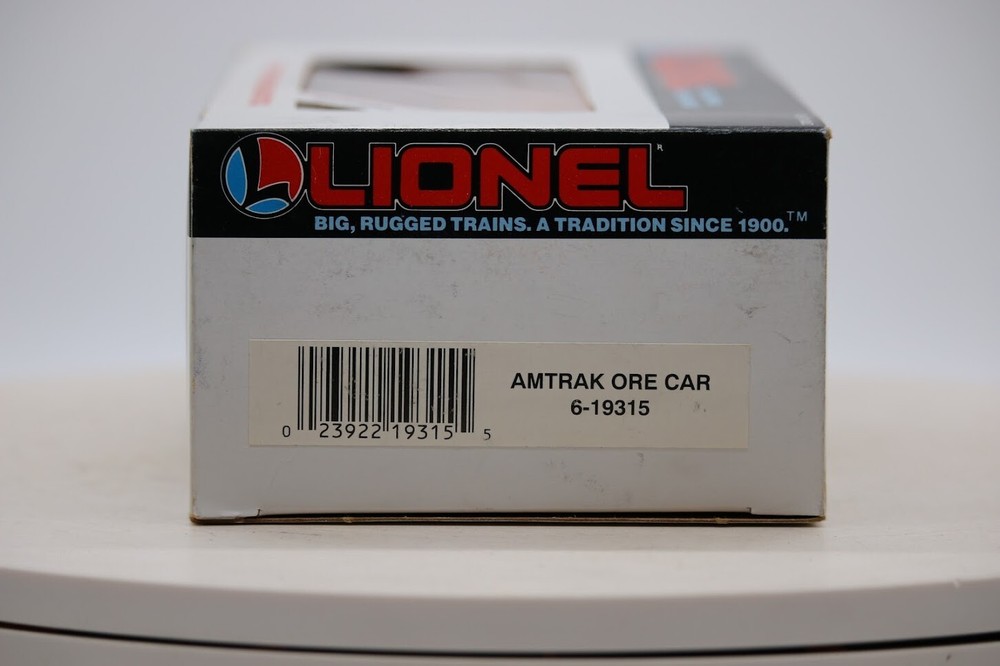 LIONEL R
BIG, RUGGED TRAINS. A TRADITION SINCE 1900.™
AMTRAK ORE CAR
6-19315
0 23922 19315 5